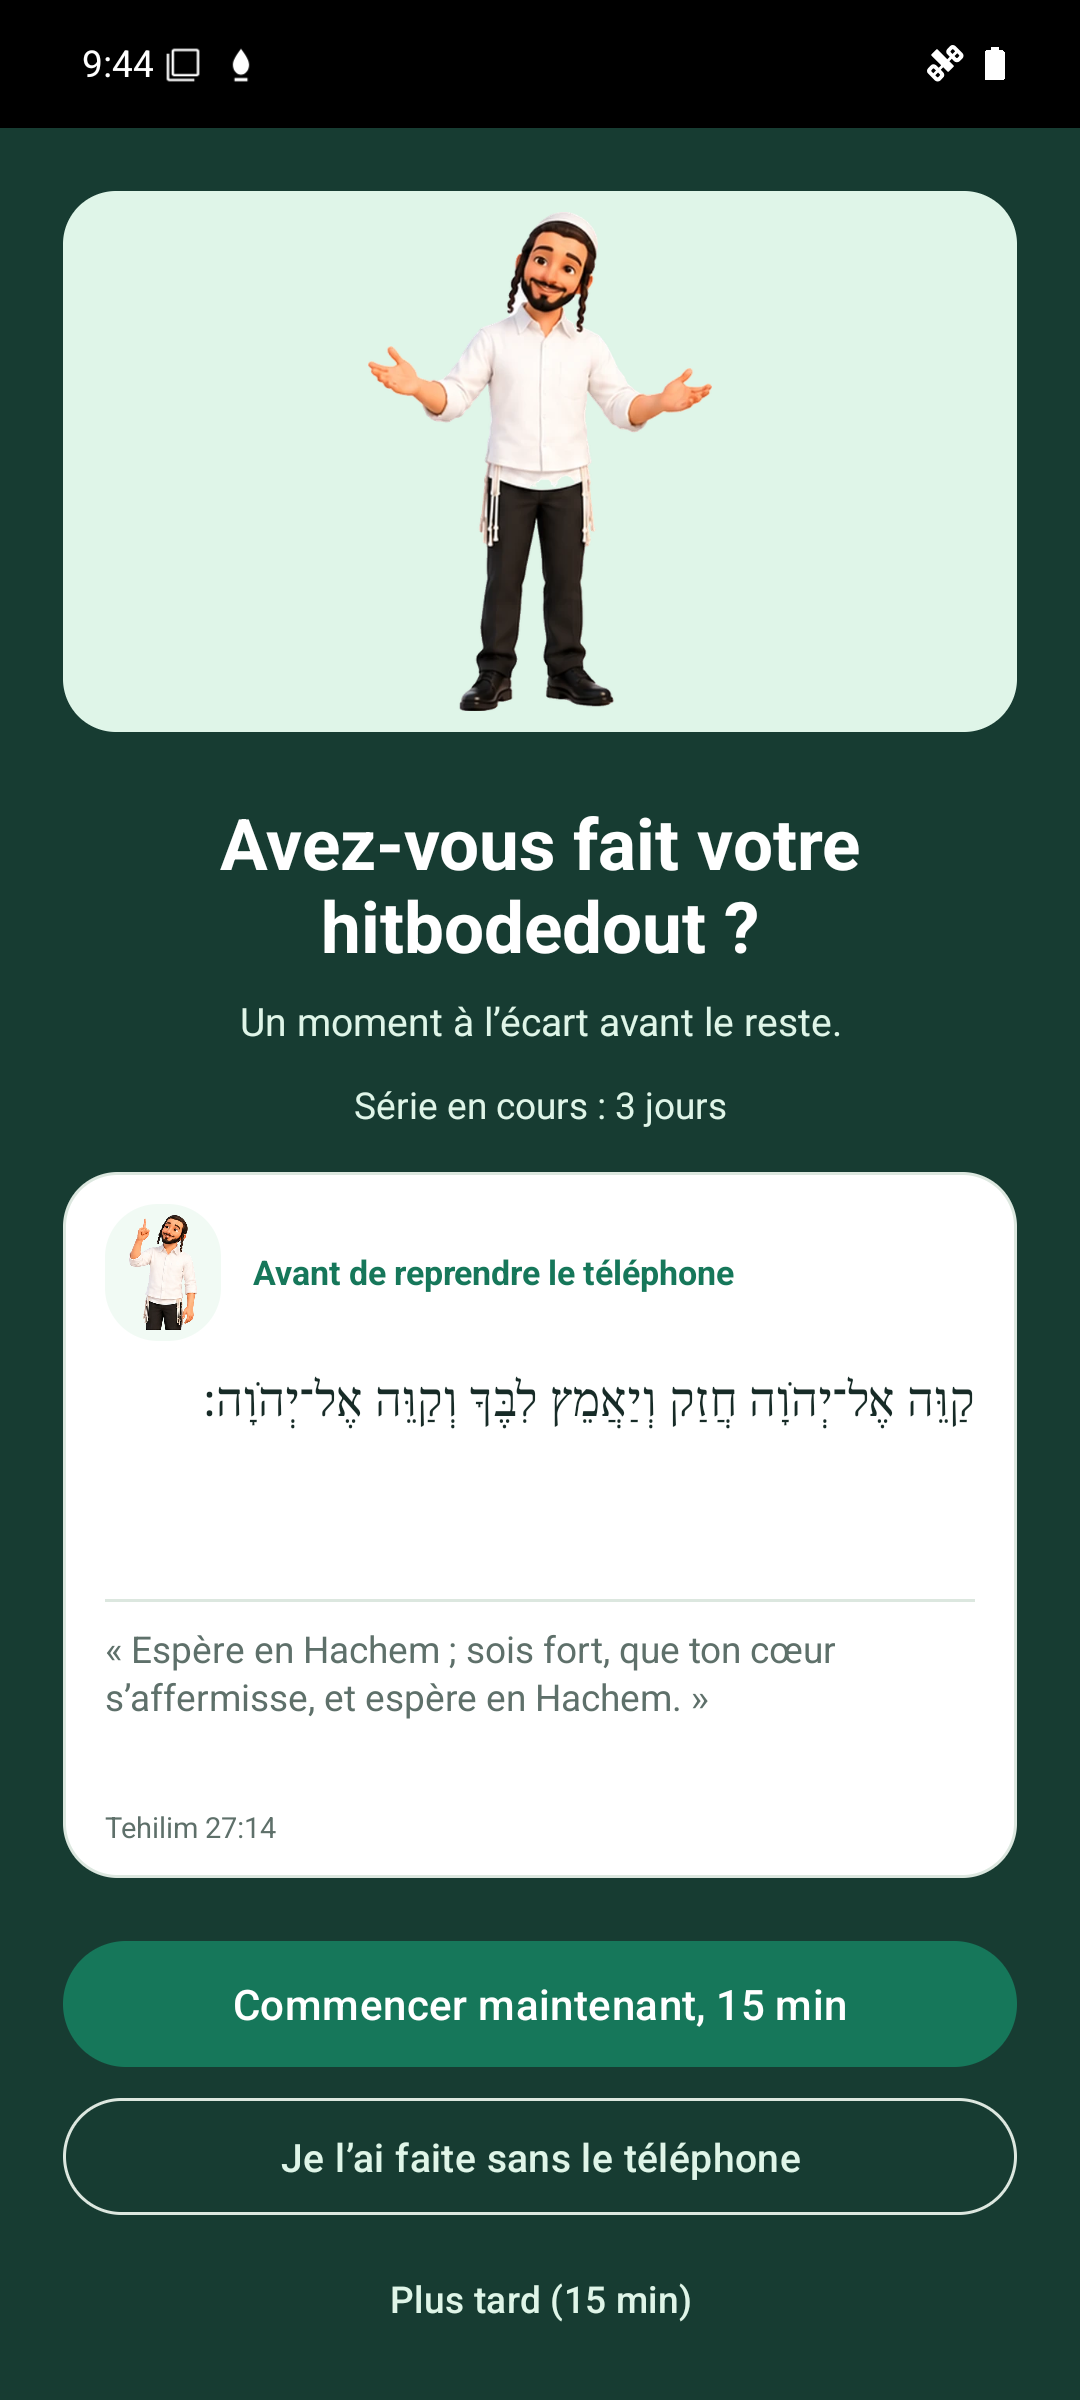 9:44
Avez-vous fait votre
hitbodedout ?
Un moment à l’écart avant le reste.
Série en cours : 3 jours
Avant de reprendre le téléphone
קַוֵּה אֶל־יְהֹוָה חֲזַק וְיַאֲמֵץ לִבֶּךָ וְקַוֵּה אֶל־יְהֹוָה:
« Espère en Hachem ; sois fort, que ton cœur
s’affermisse, et espère en Hachem. »
Tehilim 27:14
Commencer maintenant, 15 min
Je l’ai faite sans le téléphone
Plus tard (15 min)